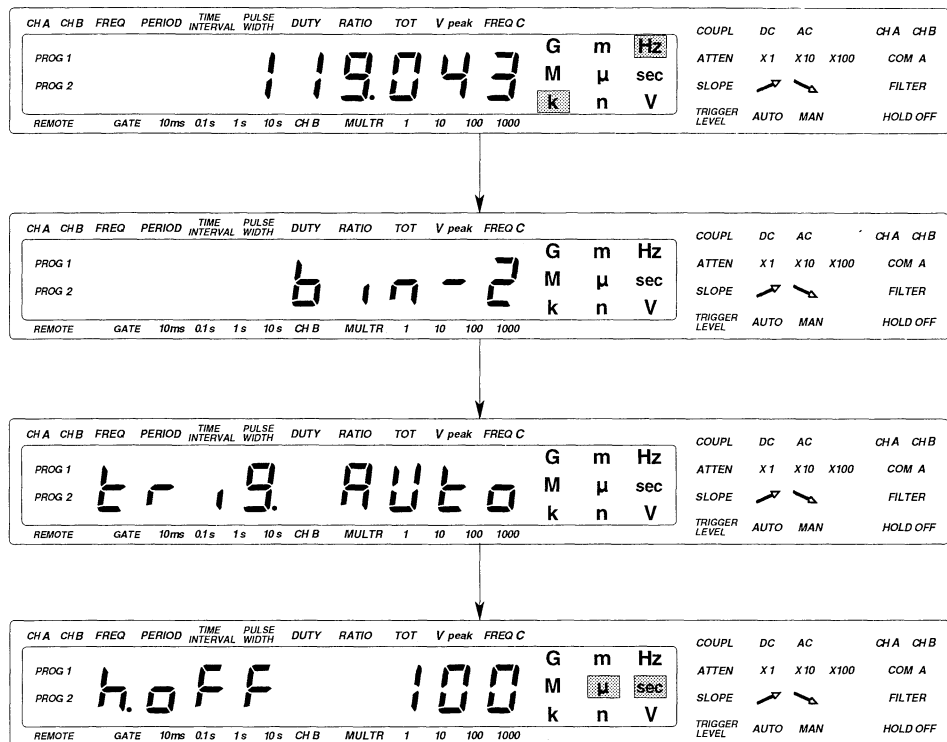 CH A CH B FREQ PERIOD TIME INTERVAL PULSE WIDTH DUTY RATIO TOT V peak FREQ C
PROG 1
PROG 2
119.043
G m Hz
M µ sec
k n V
REMOTE GATE 10ms 0.1s 1s 10s CH B MULTR 1 10 100 1000
COUPL DC AC CH A CH B
ATTEN X1 X10 X100 COM A
SLOPE FILTER
TRIGGER LEVEL AUTO MAN HOLD OFF
CH A CH B FREQ PERIOD TIME INTERVAL PULSE WIDTH DUTY RATIO TOT V peak FREQ C
PROG 1
PROG 2
bin-2
G m Hz
M µ sec
k n V
REMOTE GATE 10ms 0.1s 1s 10s CH B MULTR 1 10 100 1000
COUPL DC AC CH A CH B
ATTEN X1 X10 X100 COM A
SLOPE FILTER
TRIGGER LEVEL AUTO MAN HOLD OFF
CH A CH B FREQ PERIOD TIME INTERVAL PULSE WIDTH DUTY RATIO TOT V peak FREQ C
PROG 1
PROG 2
trig. AUto
G m Hz
M µ sec
k n V
REMOTE GATE 10ms 0.1s 1s 10s CH B MULTR 1 10 100 1000
COUPL DC AC CH A CH B
ATTEN X1 X10 X100 COM A
SLOPE FILTER
TRIGGER LEVEL AUTO MAN HOLD OFF
CH A CH B FREQ PERIOD TIME INTERVAL PULSE WIDTH DUTY RATIO TOT V peak FREQ C
PROG 1
PROG 2
h.oFF 100
G m Hz
M µ sec
k n V
REMOTE GATE 10ms 0.1s 1s 10s CH B MULTR 1 10 100 1000
COUPL DC AC CH A CH B
ATTEN X1 X10 X100 COM A
SLOPE FILTER
TRIGGER LEVEL AUTO MAN HOLD OFF